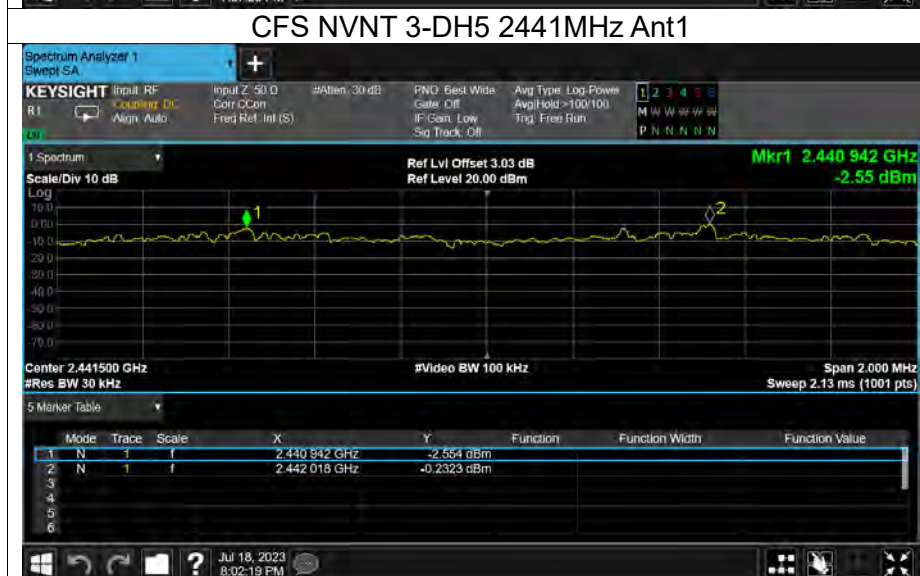 CFS NVNT 3-DH5 2441MHz Ant1
Spectrum Analyzer 1
Swept SA
+
KEYSIGHT Input: RF Input Z: 50 Ω #Atten: 30 dB PNO: Best Wide Avg Type: Log-Power 1 2 3 4 5 6
R1 Coupling: DC Corr CCorr Gate: Off Avg|Hold:>100/100 M W W W W W
Align: Auto Freq Ref: Int (S) IF Gain: Low Trig: Free Run
Sig Track: Off P N N N N N
1 Spectrum Ref Lvl Offset 3.03 dB Mkr1 2.440 942 GHz
Scale/Div 10 dB Ref Level 20.00 dBm -2.55 dBm
Log
10.0
0.00
-10.0
-20.0
-30.0
-40.0
-50.0
-60.0
-70.0
1
2
Center 2.441500 GHz #Video BW 100 kHz Span 2.000 MHz
#Res BW 30 kHz Sweep 2.13 ms (1001 pts)
5 Marker Table
Mode Trace Scale X Y Function Function Width Function Value
1 N 1 f 2.440 942 GHz -2.554 dBm
2 N 1 f 2.442 018 GHz -0.2323 dBm
3
4
5
6
? Jul 18, 2023
8:02:19 PM